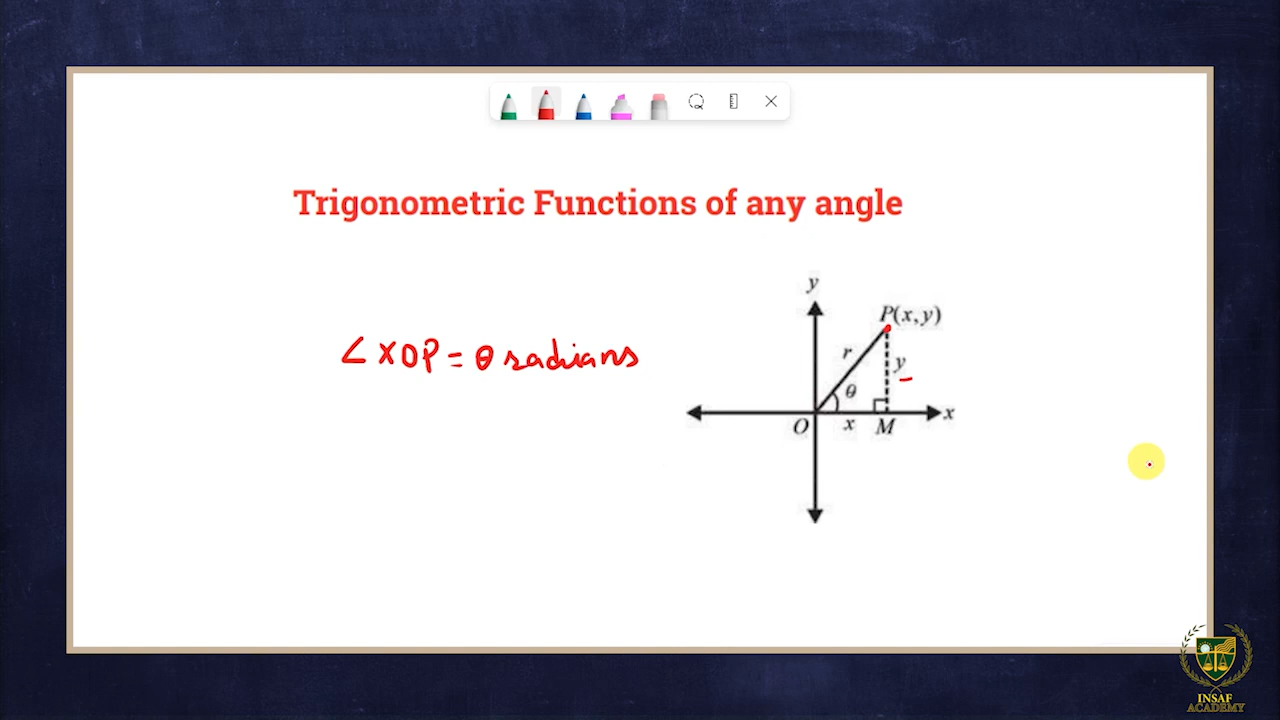 Trigonometric Functions of any angle
∠XOP = θ radians
y
P(x,y)
r
y
θ
O
x
M
x
INSAF
ACADEMY